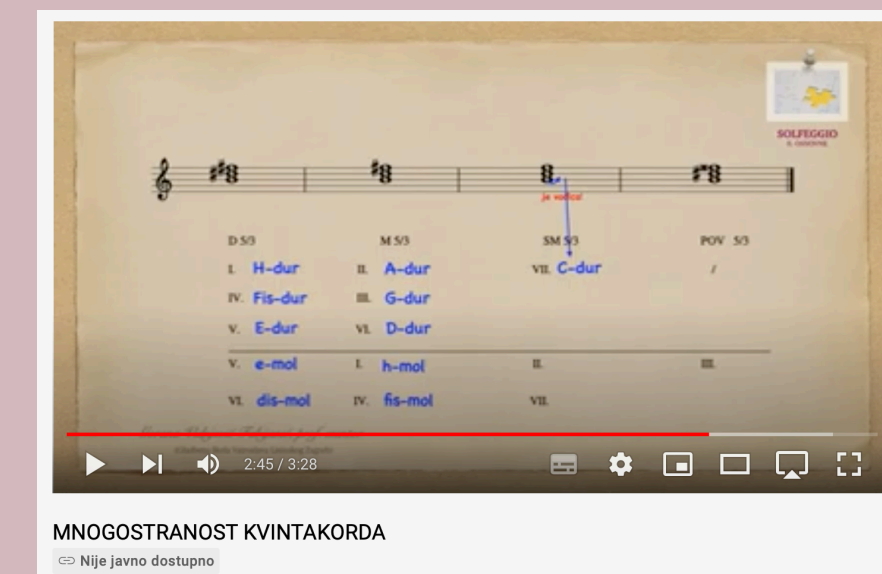 SOLFEGGIO
je vođica!
D 5/3 M 5/3 SM 5/3 POV 5/3
I. H-dur II. A-dur VII. C-dur /
IV. Fis-dur III. G-dur
V. E-dur VI. D-dur
V. e-mol I. h-mol II. III.
VI. dis-mol IV. fis-mol VII.
2:45 / 3:28
MNOGOSTRANOST KVINTAKORDA
Nije javno dostupno